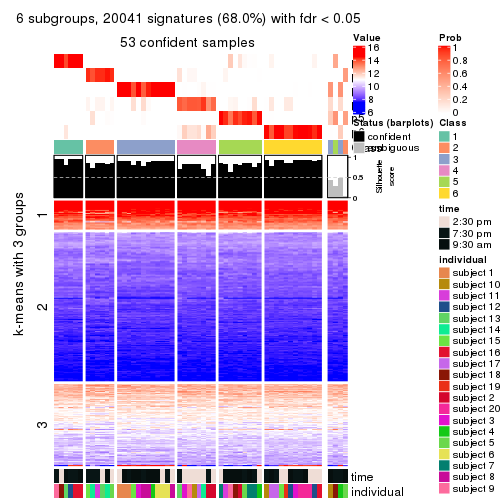 6 subgroups, 20041 signatures (68.0%) with fdr < 0.05
53 confident samples
k-means with 3 groups
1
2
3
time
individual
1
0.5
0
Silhouette
score
Value
16
14
12
10
8
6
Prob
1
0.8
0.6
0.4
0.2
0
Status (barplots)
confident
ambiguous
Class
1
2
3
4
5
6
time
2:30 pm
7:30 pm
9:30 am
individual
subject 1
subject 10
subject 11
subject 12
subject 13
subject 14
subject 15
subject 16
subject 17
subject 18
subject 19
subject 2
subject 20
subject 3
subject 4
subject 5
subject 6
subject 7
subject 8
subject 9